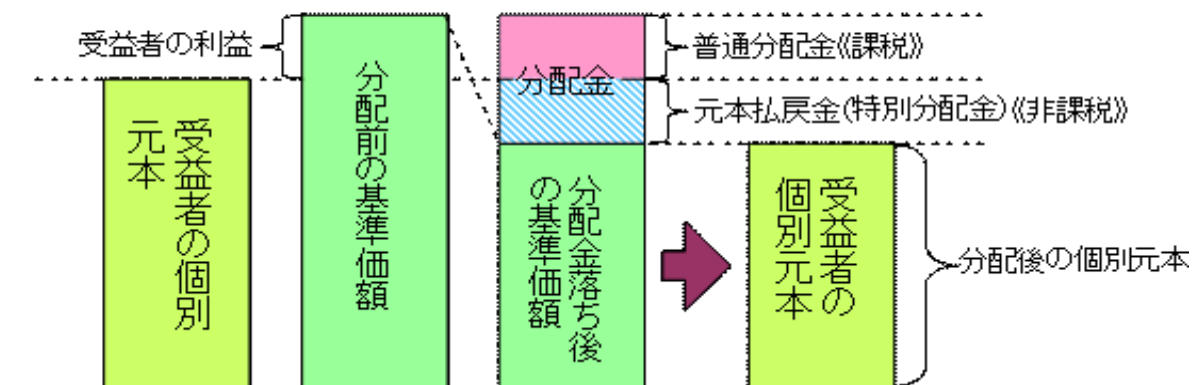 受益者の利益
普通分配金《課税》
分配金
元本払戻金(特別分配金)《非課税》
受益者の個別
元本
分配前の基準価額
分配金落ち後
の基準価額
受益者の
個別元本
分配後の個別元本